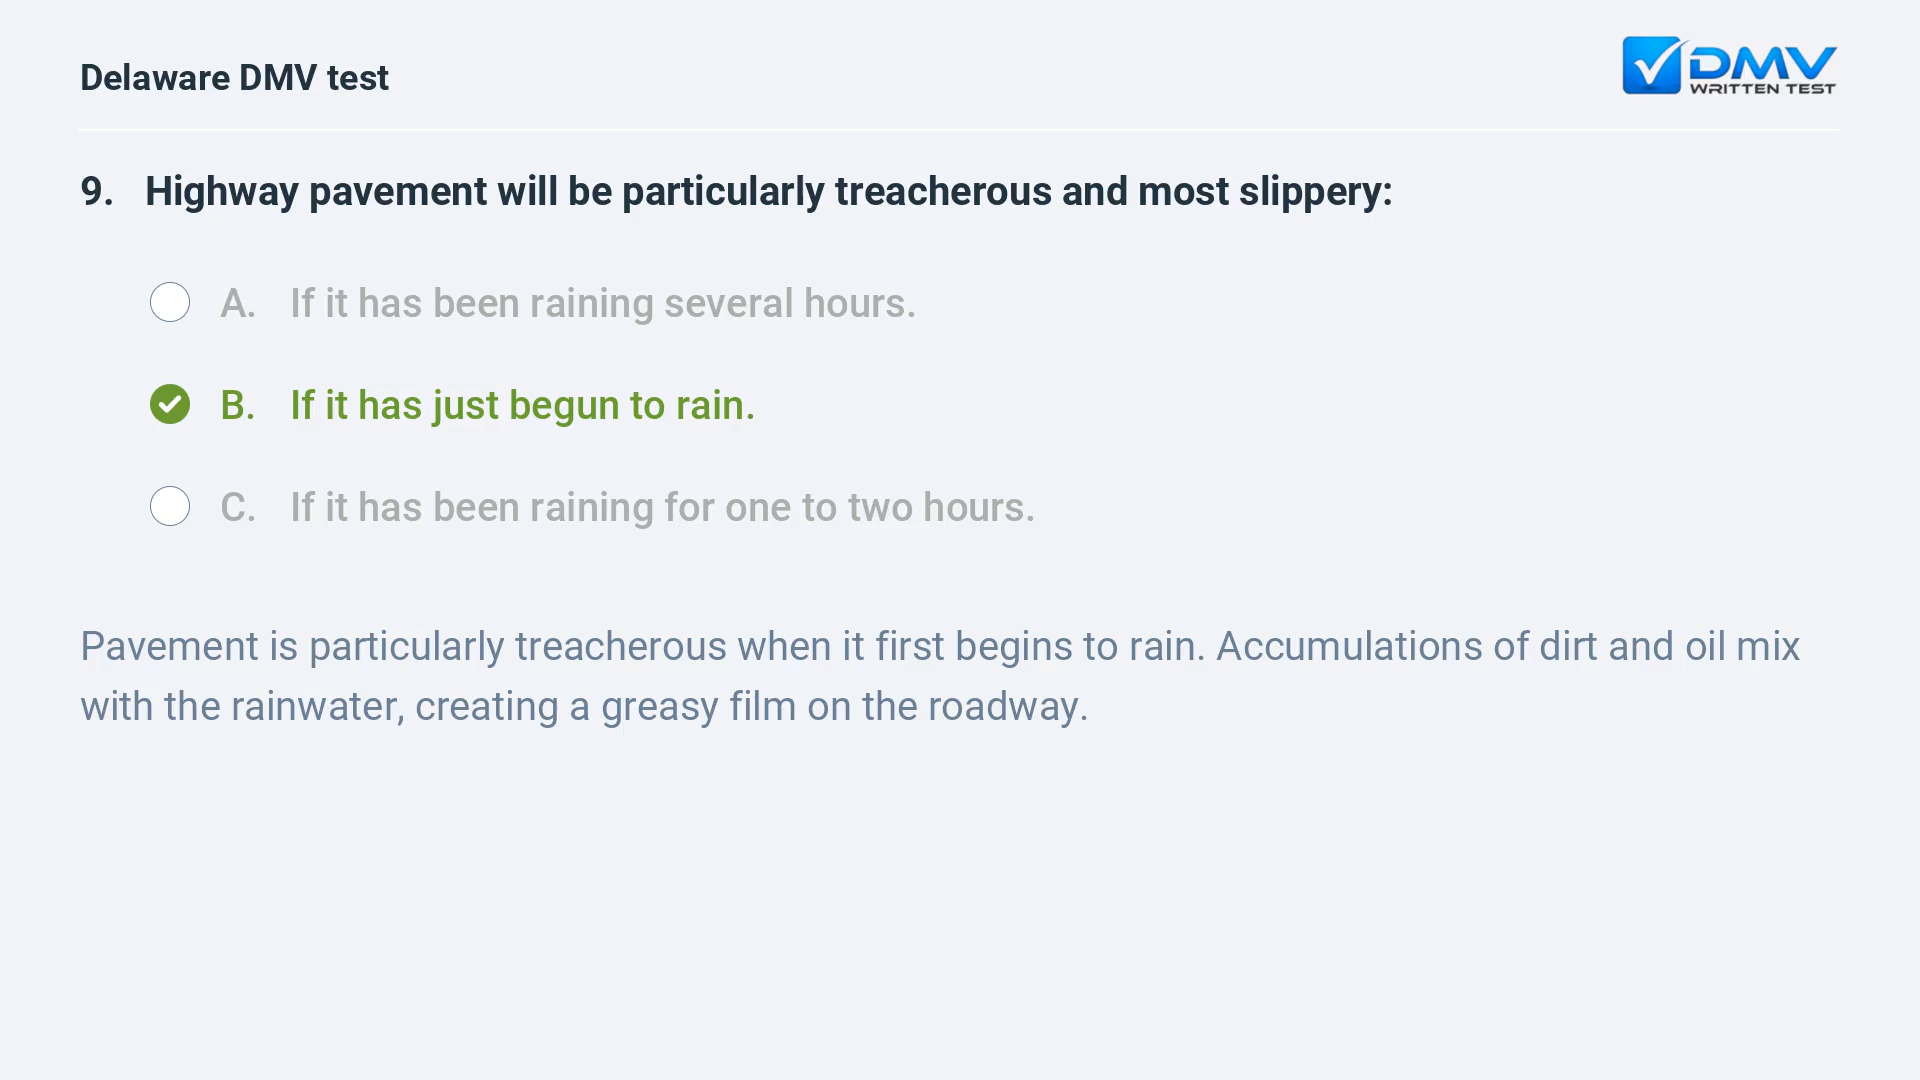 Delaware DMV test
DMV
WRITTEN TEST
9. Highway pavement will be particularly treacherous and most slippery:
A. If it has been raining several hours.
B. If it has just begun to rain.
C. If it has been raining for one to two hours.
Pavement is particularly treacherous when it first begins to rain. Accumulations of dirt and oil mix
with the rainwater, creating a greasy film on the roadway.